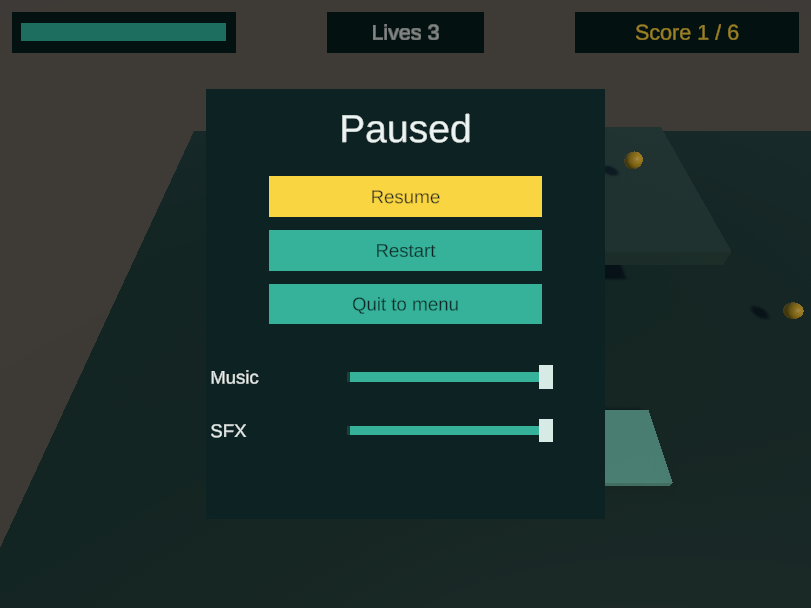 Lives 3
Score 1 / 6
Paused
Resume
Restart
Quit to menu
Music
SFX